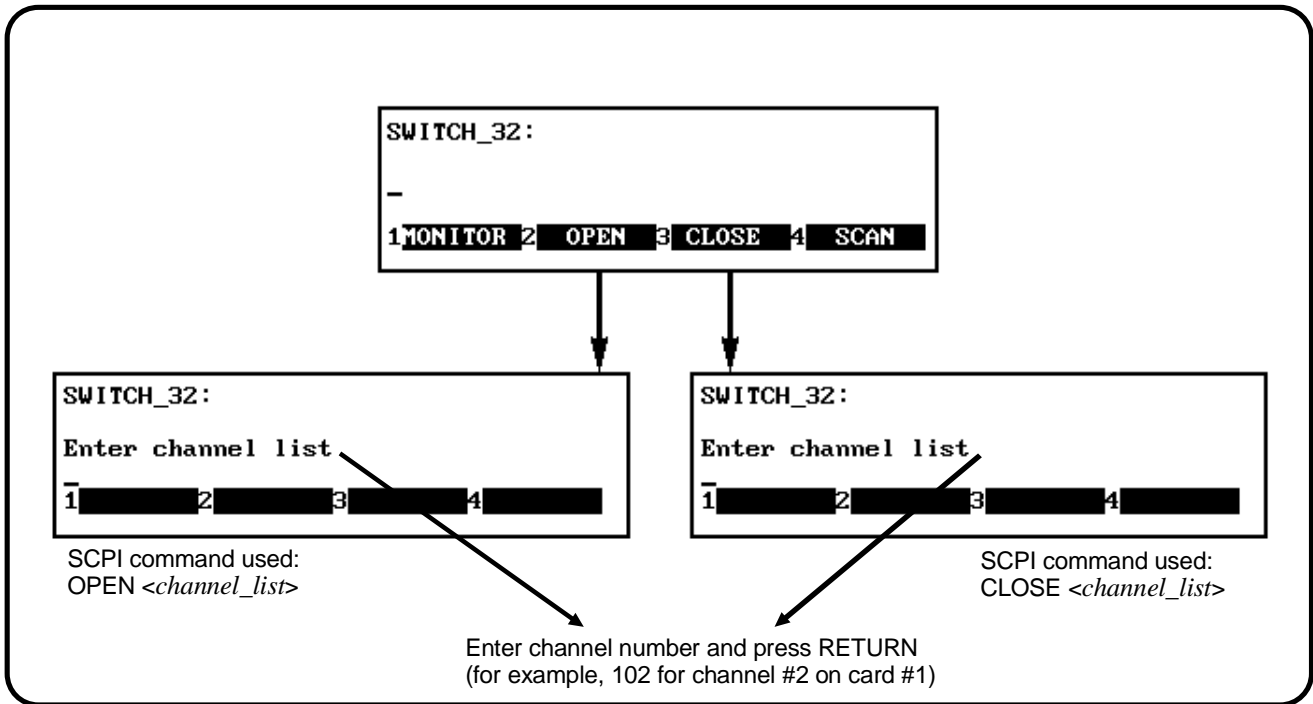 SWITCH_32:
_
1MONITOR 2 OPEN 3 CLOSE 4 SCAN
SWITCH_32:
Enter channel list
_
1 2 3 4
SCPI command used:
OPEN <channel_list>
SWITCH_32:
Enter channel list
_
1 2 3 4
SCPI command used:
CLOSE <channel_list>
Enter channel number and press RETURN
(for example, 102 for channel #2 on card #1)